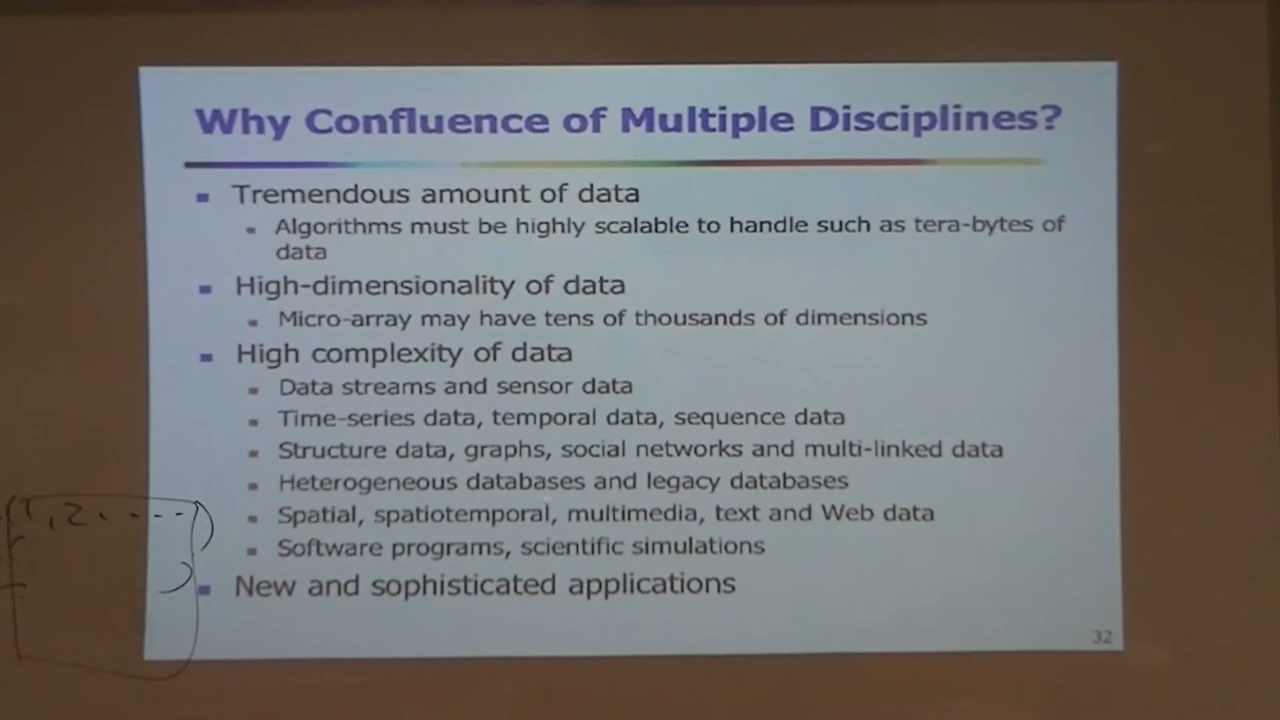 Why Confluence of Multiple Disciplines?
Tremendous amount of data
Algorithms must be highly scalable to handle such as tera-bytes of
data
High-dimensionality of data
Micro-array may have tens of thousands of dimensions
High complexity of data
Data streams and sensor data
Time-series data, temporal data, sequence data
Structure data, graphs, social networks and multi-linked data
Heterogeneous databases and legacy databases
(1, 2. - - - -)
Spatial, spatiotemporal, multimedia, text and Web data
Software programs, scientific simulations
New and sophisticated applications
32